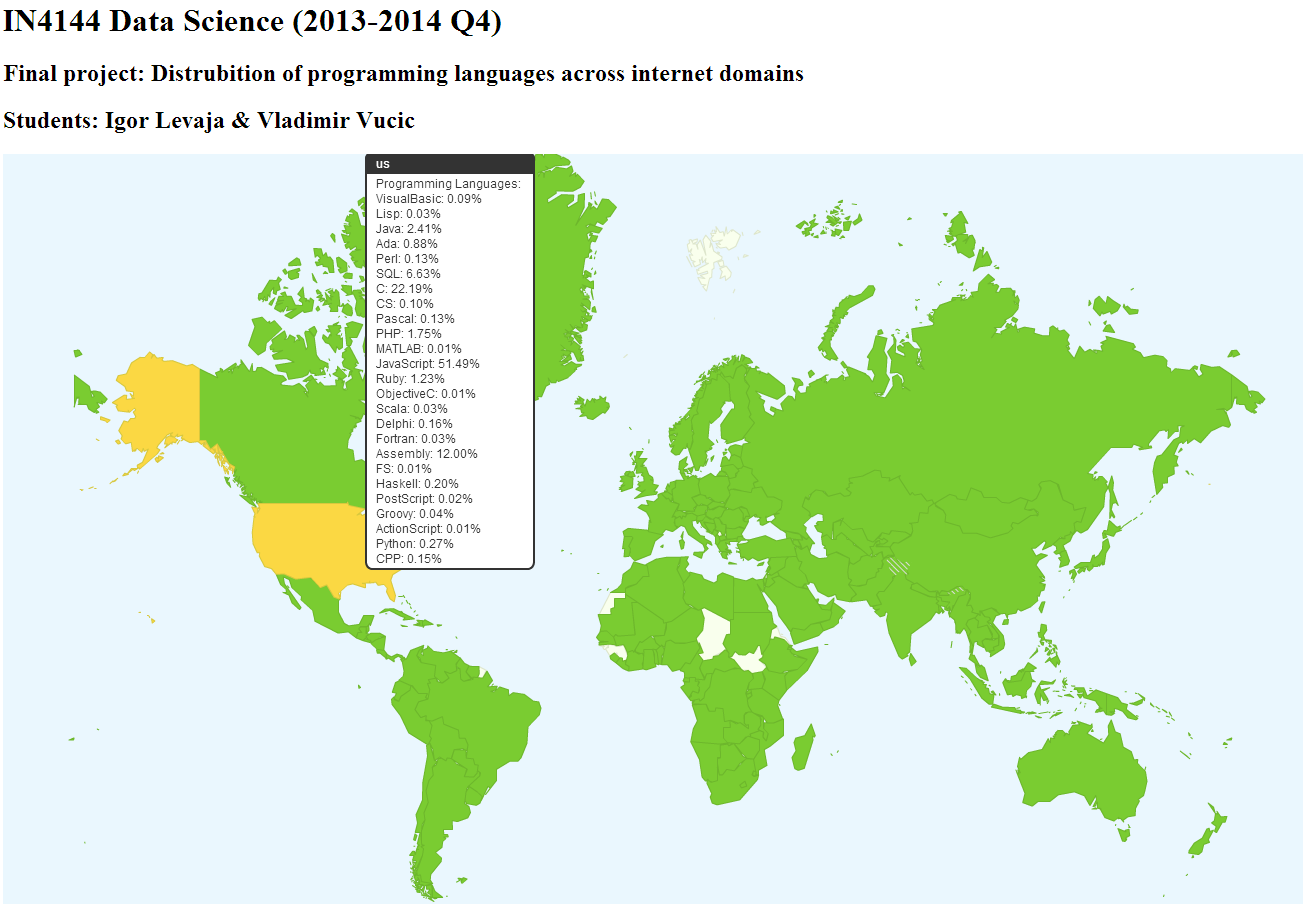 IN4144 Data Science (2013-2014 Q4)
Final project: Distrubition of programming languages across internet domains
Students: Igor Levaja & Vladimir Vucic
us
Programming Languages:
VisualBasic: 0.09%
Lisp: 0.03%
Java: 2.41%
Ada: 0.88%
Perl: 0.13%
SQL: 6.63%
C: 22.19%
CS: 0.10%
Pascal: 0.13%
PHP: 1.75%
MATLAB: 0.01%
JavaScript: 51.49%
Ruby: 1.23%
ObjectiveC: 0.01%
Scala: 0.03%
Delphi: 0.16%
Fortran: 0.03%
Assembly: 12.00%
FS: 0.01%
Haskell: 0.20%
PostScript: 0.02%
Groovy: 0.04%
ActionScript: 0.01%
Python: 0.27%
CPP: 0.15%